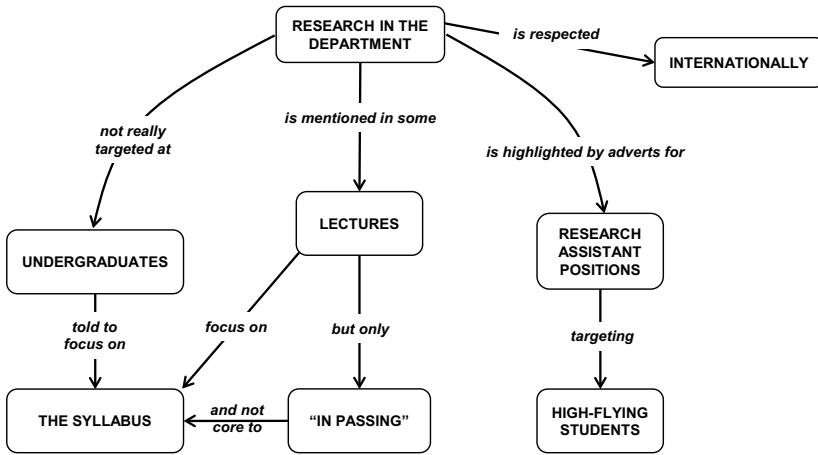 RESEARCH IN THE
DEPARTMENT
is respected
INTERNATIONALLY
not really
targeted at
is mentioned in some
is highlighted by adverts for
UNDERGRADUATES
LECTURES
RESEARCH
ASSISTANT
POSITIONS
told to
focus on
focus on
but only
targeting
THE SYLLABUS
and not
core to
“IN PASSING”
HIGH-FLYING
STUDENTS